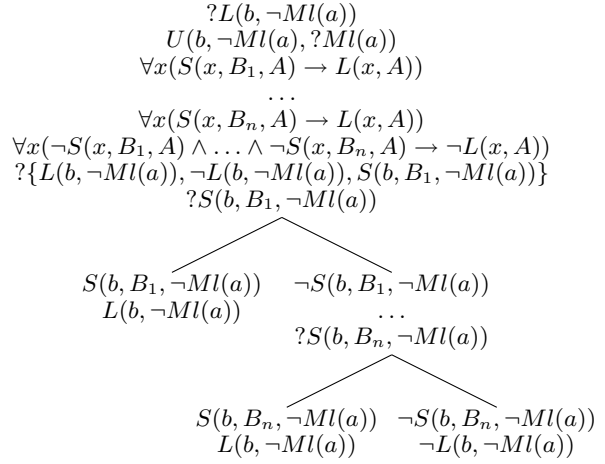 ?L(b, ¬Ml(a))
U(b, ¬Ml(a), ?Ml(a))
∀x(S(x, B₁, A) → L(x, A))
...
∀x(S(x, Bₙ, A) → L(x, A))
∀x(¬S(x, B₁, A) ∧ ... ∧ ¬S(x, Bₙ, A) → ¬L(x, A))
?{L(b, ¬Ml(a)), ¬L(b, ¬Ml(a)), S(b, B₁, ¬Ml(a))}
?S(b, B₁, ¬Ml(a))
S(b, B₁, ¬Ml(a)) ¬S(b, B₁, ¬Ml(a))
L(b, ¬Ml(a)) ...
?S(b, Bₙ, ¬Ml(a))
S(b, Bₙ, ¬Ml(a)) ¬S(b, Bₙ, ¬Ml(a))
L(b, ¬Ml(a)) ¬L(b, ¬Ml(a))